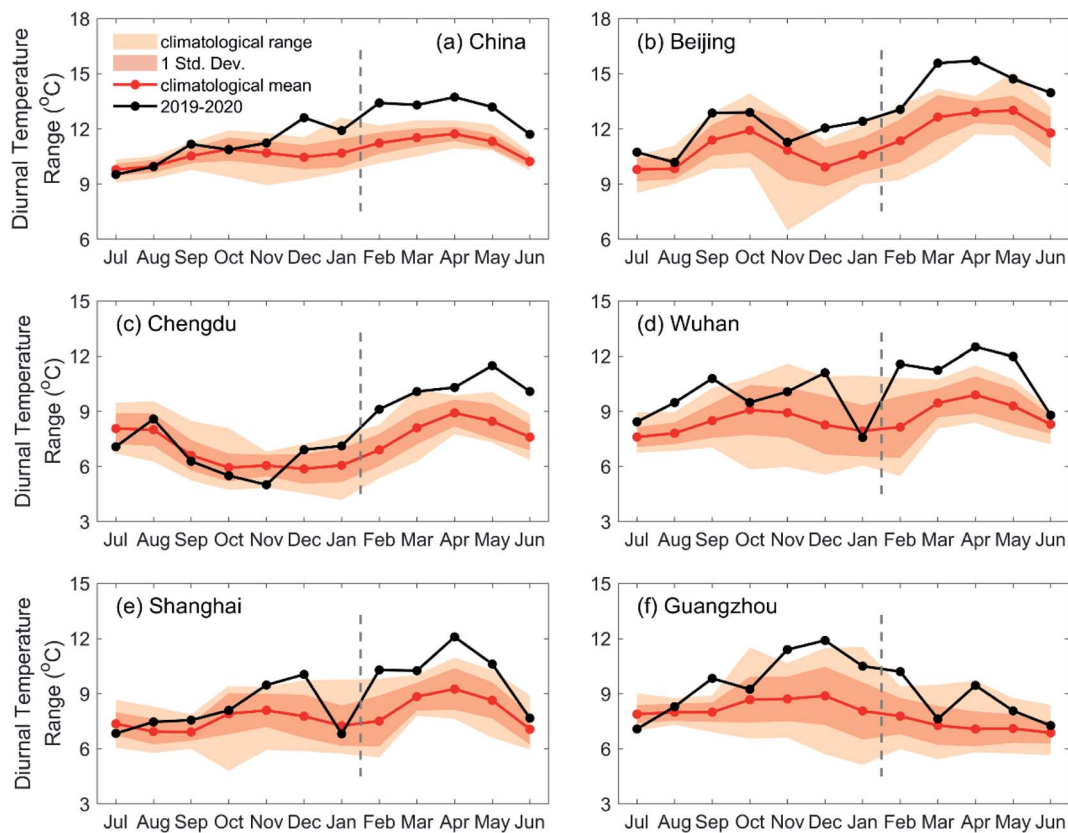 18
15
12
9
6
Diurnal Temperature
Range (°C)
climatological range
1 Std. Dev.
climatological mean
2019-2020
(a) China
Jul Aug Sep Oct Nov Dec Jan Feb Mar Apr May Jun
18
15
12
9
6
(b) Beijing
Jul Aug Sep Oct Nov Dec Jan Feb Mar Apr May Jun
15
12
9
6
3
Diurnal Temperature
Range (°C)
(c) Chengdu
Jul Aug Sep Oct Nov Dec Jan Feb Mar Apr May Jun
15
12
9
6
3
(d) Wuhan
Jul Aug Sep Oct Nov Dec Jan Feb Mar Apr May Jun
15
12
9
6
3
Diurnal Temperature
Range (°C)
(e) Shanghai
Jul Aug Sep Oct Nov Dec Jan Feb Mar Apr May Jun
15
12
9
6
3
(f) Guangzhou
Jul Aug Sep Oct Nov Dec Jan Feb Mar Apr May Jun